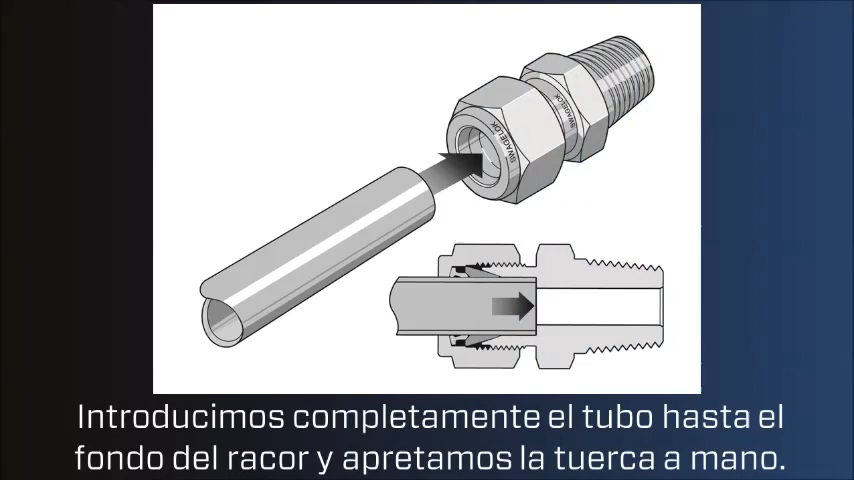 SWAGELOK
SWAGELOK
Introducimos completamente el tubo hasta el
fondo del racor y apretamos la tuerca a mano.